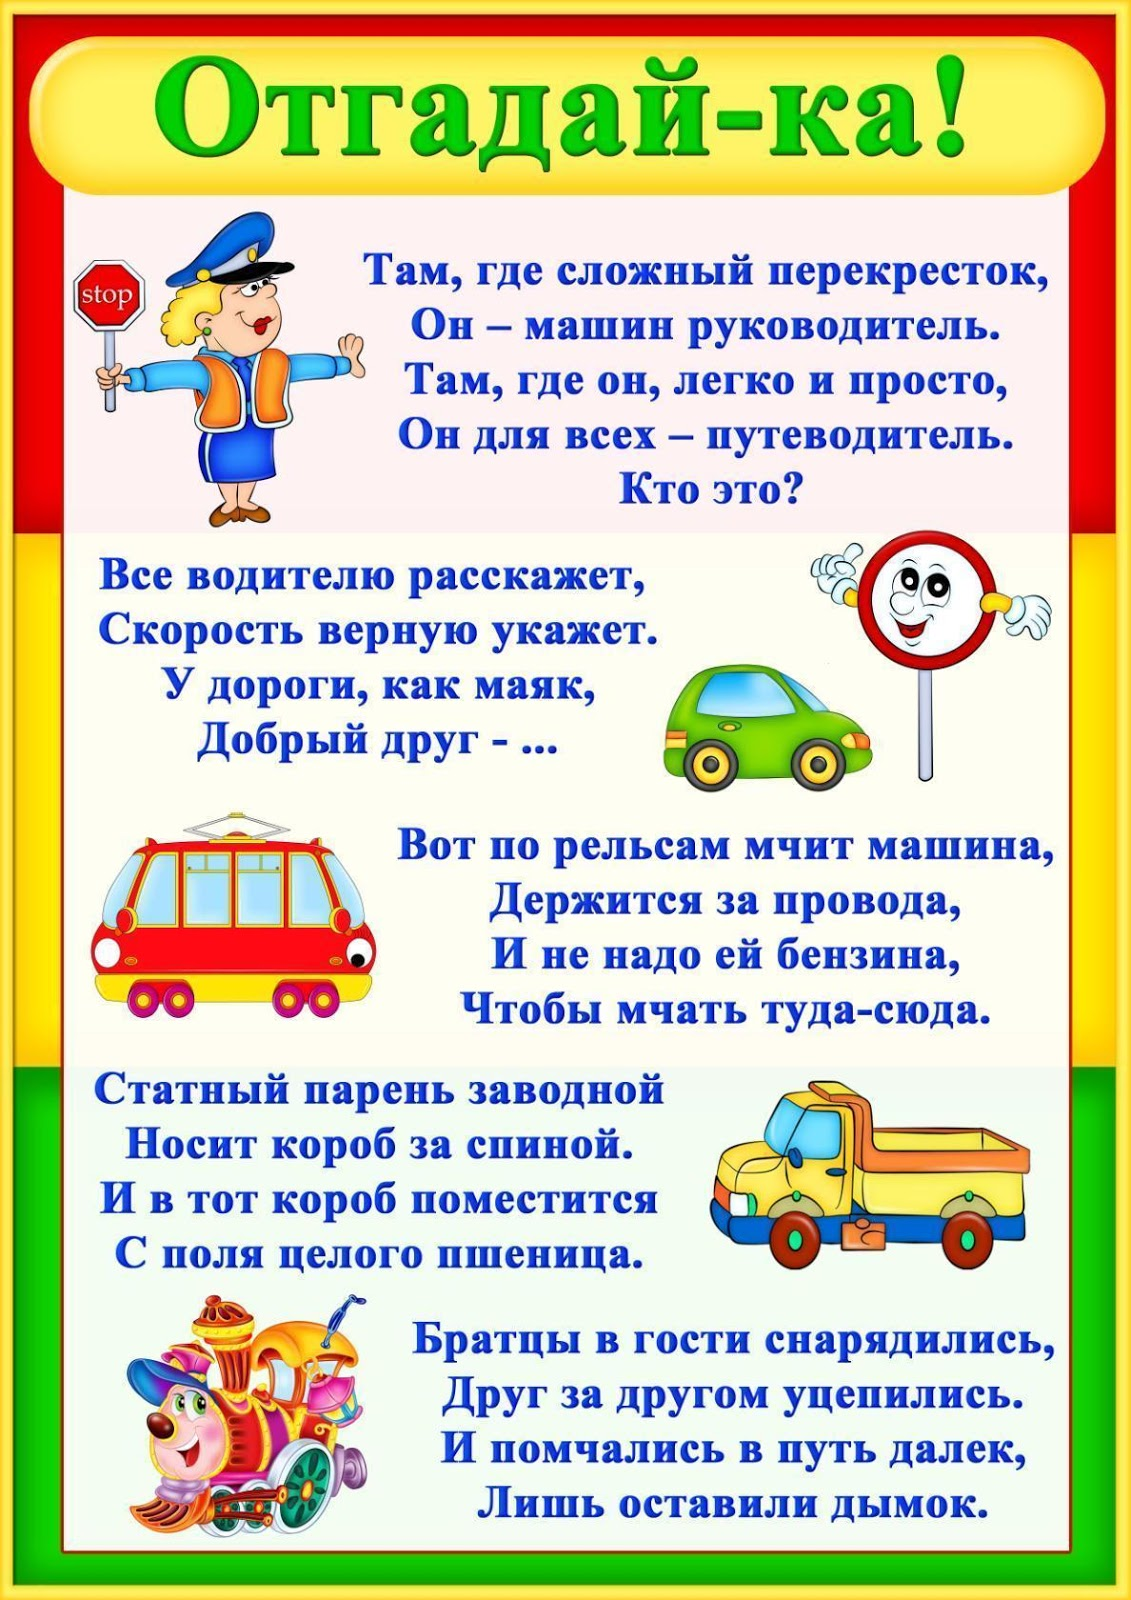 Отгадай-ка!
stop
Там, где сложный перекресток,
Он – машин руководитель.
Там, где он, легко и просто,
Он для всех – путеводитель.
Кто это?
Все водителю расскажет,
Скорость верную укажет.
У дороги, как маяк,
Добрый друг - ...
Вот по рельсам мчит машина,
Держится за провода,
И не надо ей бензина,
Чтобы мчать туда-сюда.
Статный парень заводной
Носит короб за спиной.
И в тот короб поместится
С поля целого пшеница.
Братцы в гости снарядились,
Друг за другом уцепились.
И помчались в путь далек,
Лишь оставили дымок.